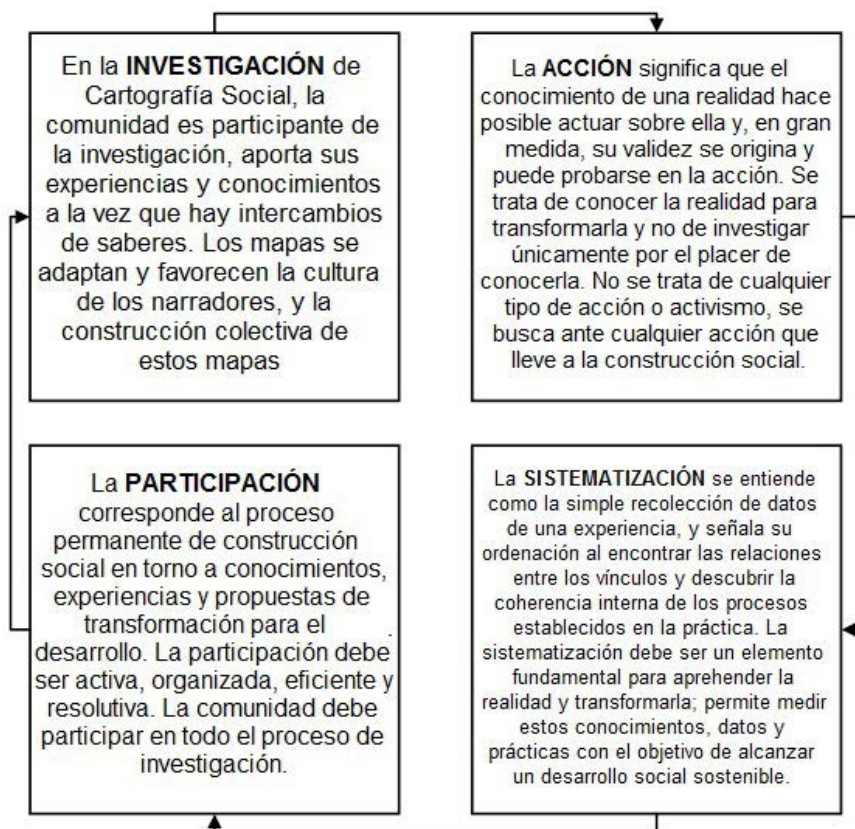 En la INVESTIGACIÓN de
Cartografía Social, la
comunidad es participante de
la investigación, aporta sus
experiencias y conocimientos
a la vez que hay intercambios
de saberes. Los mapas se
adaptan y favorecen la cultura
de los narradores, y la
construcción colectiva de
estos mapas
La ACCIÓN significa que el
conocimiento de una realidad hace
posible actuar sobre ella y, en gran
medida, su validez se origina y
puede probarse en la acción. Se
trata de conocer la realidad para
transformarla y no de investigar
únicamente por el placer de
conocerla. No se trata de cualquier
tipo de acción o activismo, se
busca ante cualquier acción que
lleve a la construcción social.
La PARTICIPACIÓN
corresponde al proceso
permanente de construcción
social en torno a conocimientos,
experiencias y propuestas de
transformación para el
desarrollo. La participación debe
ser activa, organizada, eficiente y
resolutiva. La comunidad debe
participar en todo el proceso de
investigación.
La SISTEMATIZACIÓN se entiende
como la simple recolección de datos
de una experiencia, y señala su
ordenación al encontrar las relaciones
entre los vínculos y descubrir la
coherencia interna de los procesos
establecidos en la práctica. La
sistematización debe ser un elemento
fundamental para aprehender la
realidad y transformarla; permite medir
estos conocimientos, datos y
prácticas con el objetivo de alcanzar
un desarrollo social sostenible.